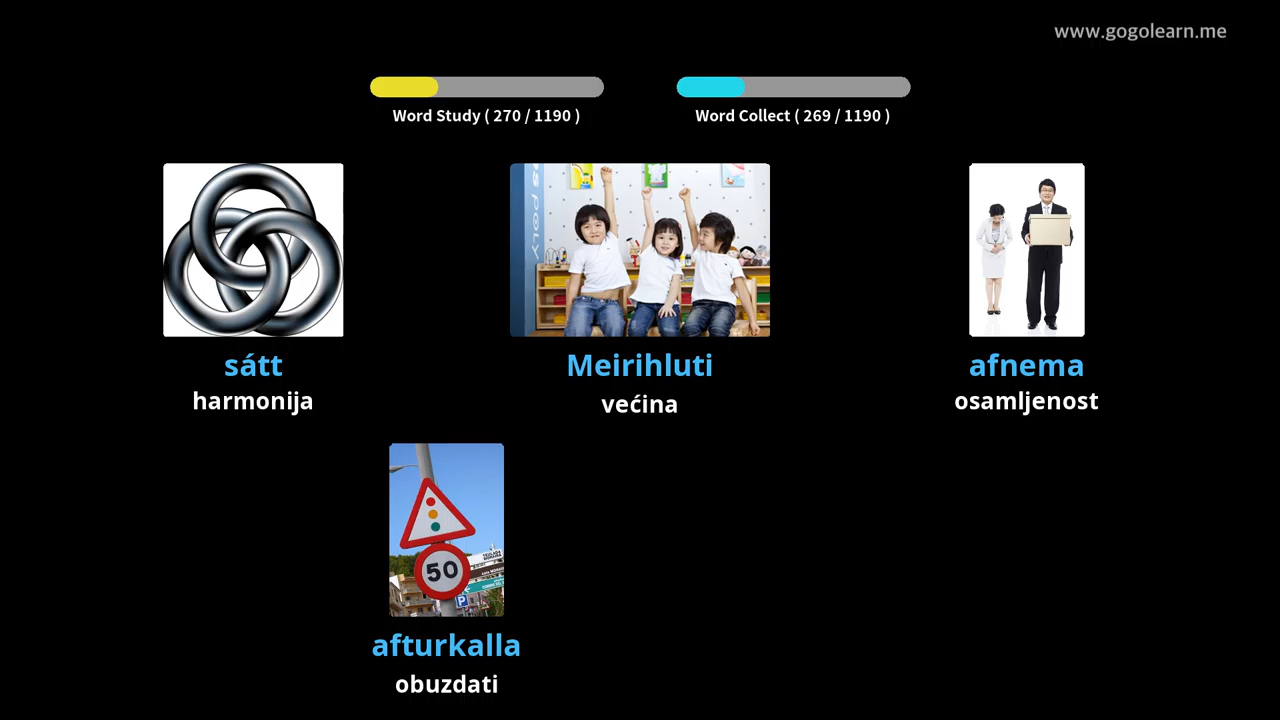 www.gogolearn.me
Word Study ( 270 / 1190 )
Word Collect ( 269 / 1190 )
sátt
harmonija
Meirihluti
većina
afnema
osamljenost
50
P
afturkalla
obuzdati